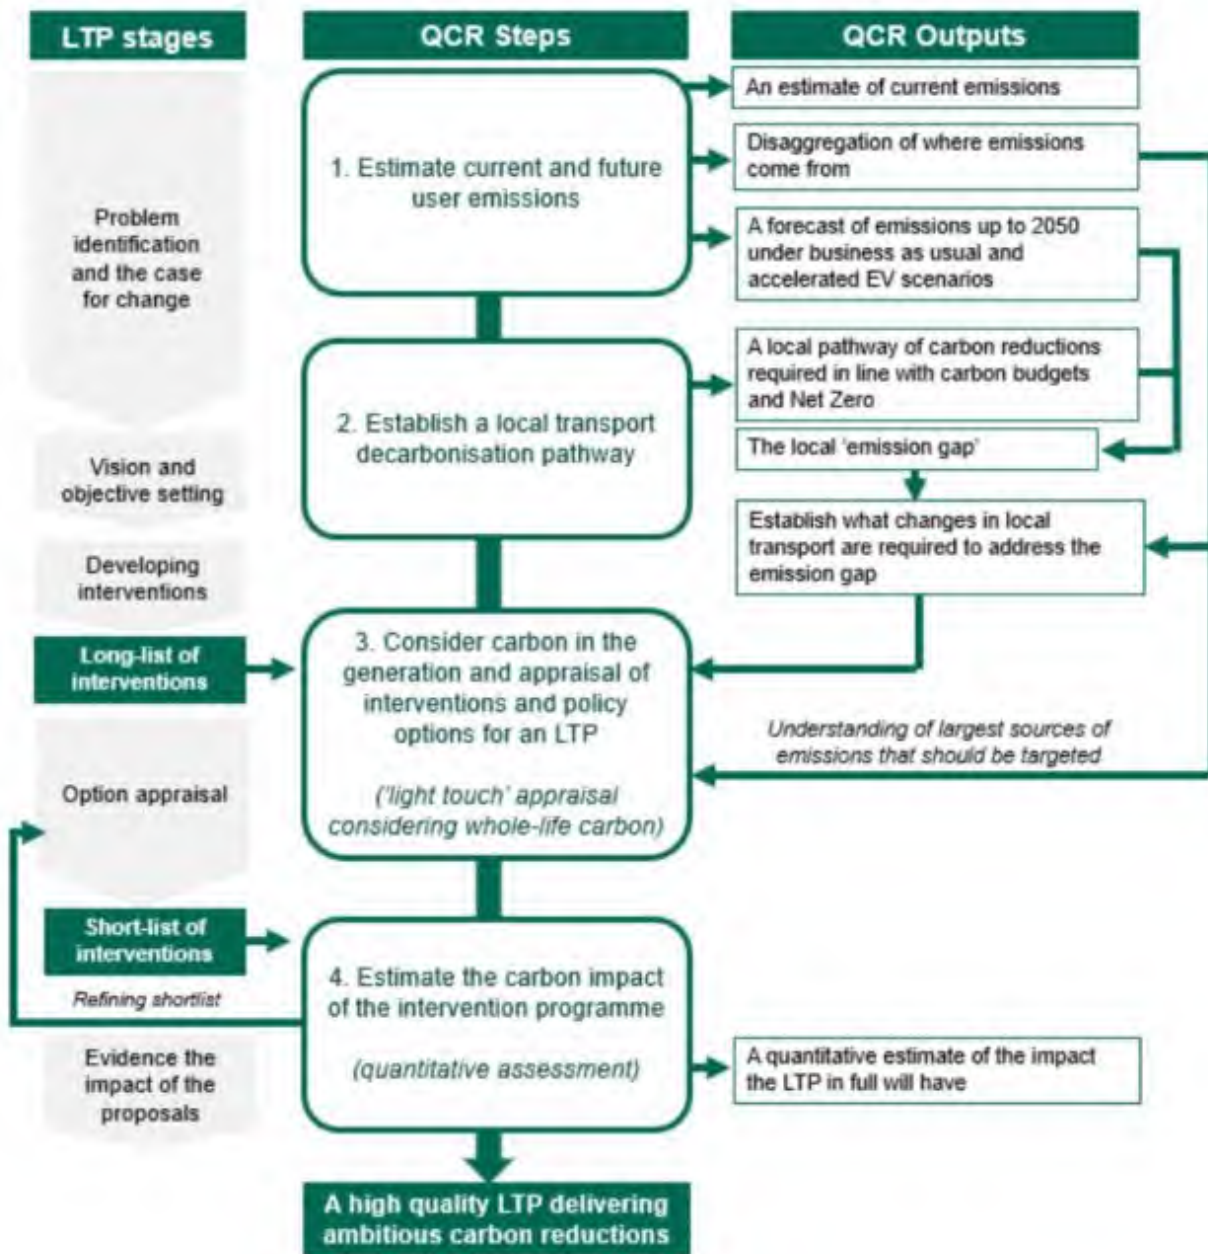 LTP stages
QCR Steps
QCR Outputs
Problem
identification
and the case
for change
Vision and
objective setting
Developing
interventions
Long-list of
interventions
Option appraisal
Short-list of
interventions
Refining shortlist
Evidence the
impact of the
proposals
1. Estimate current and future
user emissions
2. Establish a local transport
decarbonisation pathway
3. Consider carbon in the
generation and appraisal of
interventions and policy
options for an LTP
('light touch' appraisal
considering whole-life carbon)
4. Estimate the carbon impact
of the intervention programme
(quantitative assessment)
A high quality LTP delivering
ambitious carbon reductions
An estimate of current emissions
Disaggregation of where emissions
come from
A forecast of emissions up to 2050
under business as usual and
accelerated EV scenarios
A local pathway of carbon reductions
required in line with carbon budgets
and Net Zero
The local 'emission gap'
Establish what changes in local
transport are required to address the
emission gap
Understanding of largest sources of
emissions that should be targeted
A quantitative estimate of the impact
the LTP in full will have